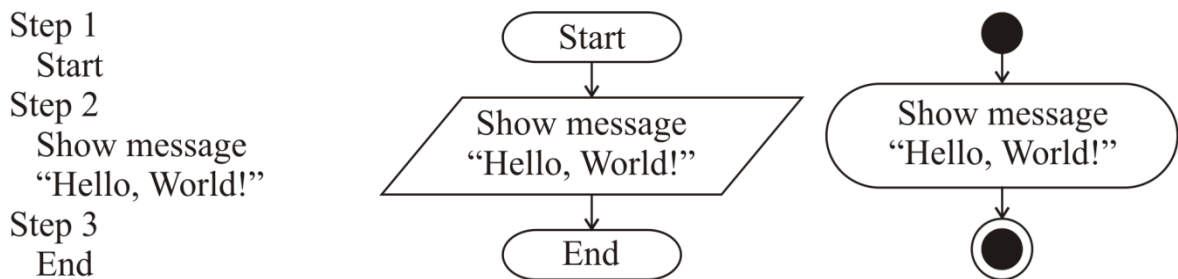 Step 1
Start
Step 2
Show message
“Hello, World!”
Step 3
End
Start
Show message
“Hello, World!”
End
Show message
“Hello, World!”